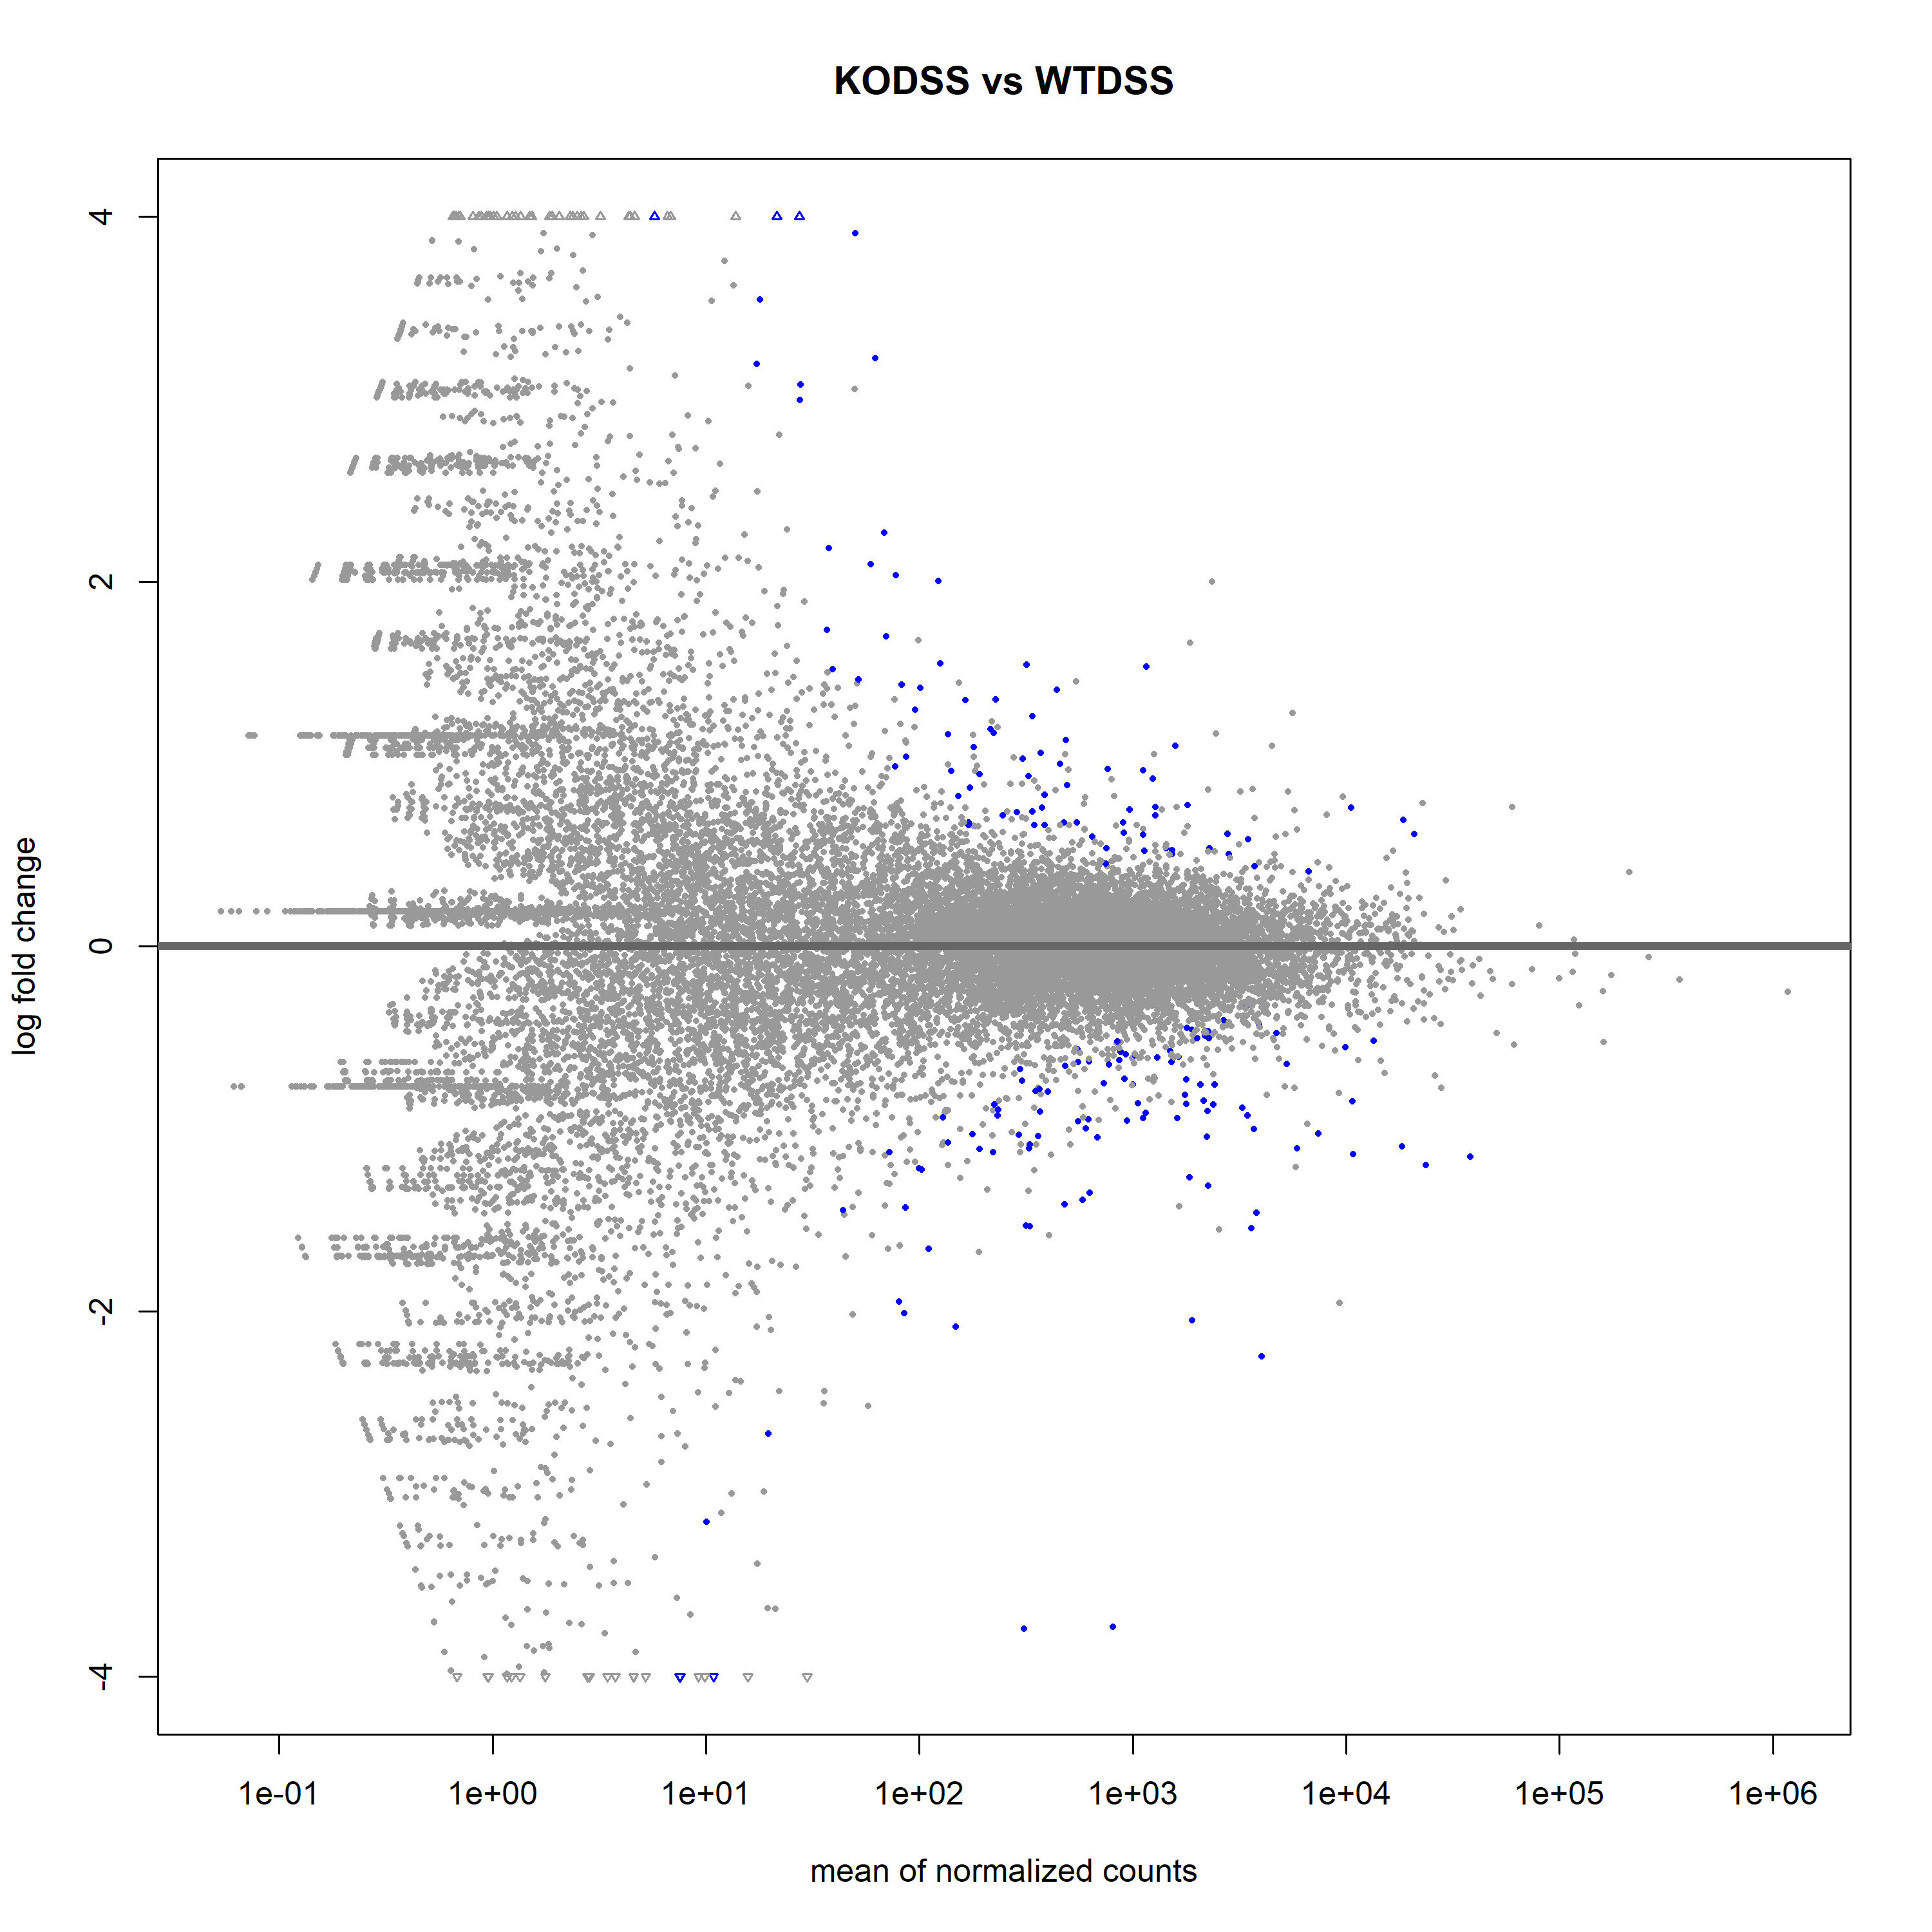 KODSS vs WTDSS
4
2
0
-2
-4
log fold change
1e-01 1e+00 1e+01 1e+02 1e+03 1e+04 1e+05 1e+06
mean of normalized counts